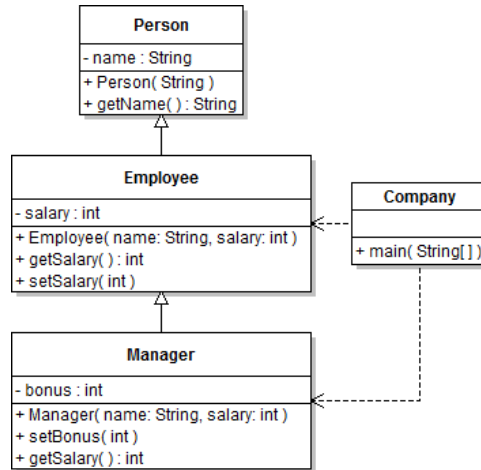 Person
- name : String
+ Person( String )
+ getName( ) : String
Employee
- salary : int
+ Employee( name: String, salary: int )
+ getSalary( ) : int
+ setSalary( int )
Company
+ main( String[ ] )
Manager
- bonus : int
+ Manager( name: String, salary: int )
+ setBonus( int )
+ getSalary( ) : int